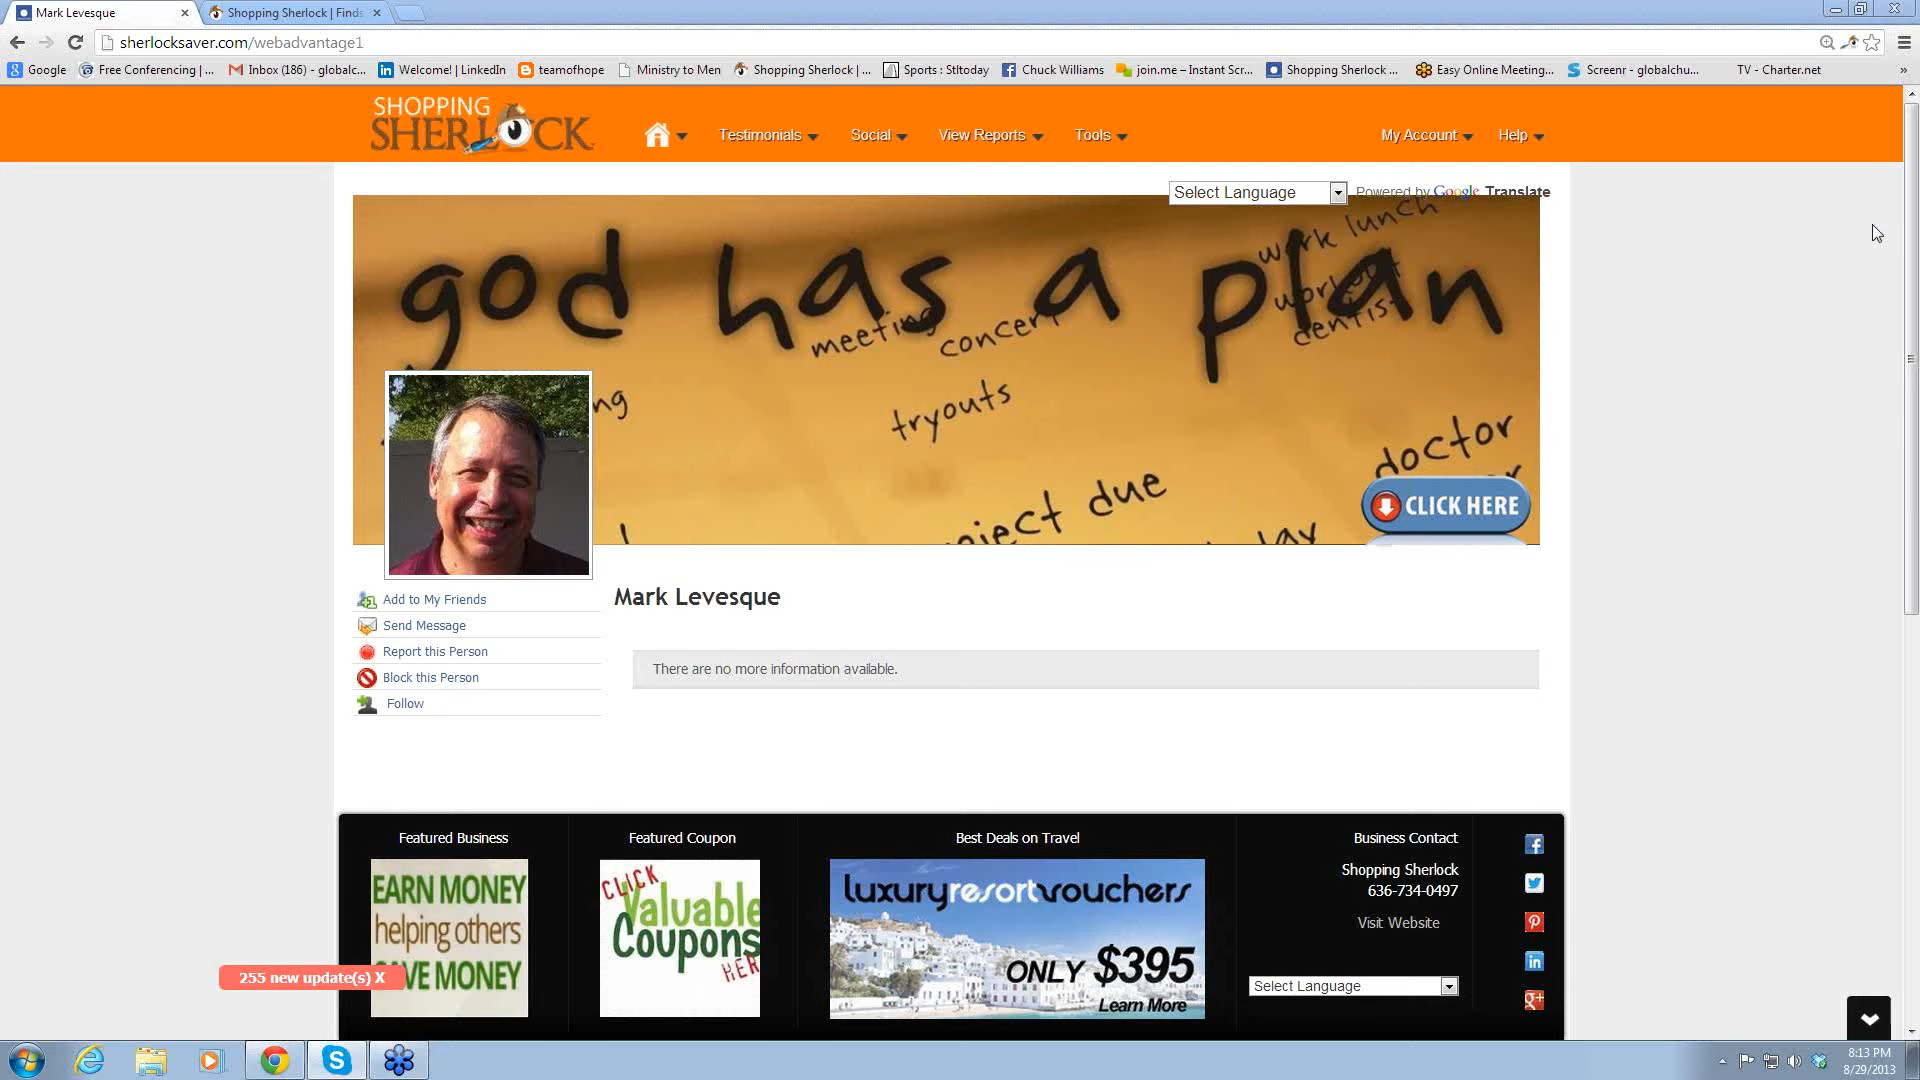 Mark Levesque
Shopping Sherlock | Finds
sherlocksaver.com/webadvantage1
Google
Free Conferencing | ...
Inbox (186) - globalc...
Welcome! | LinkedIn
teamofhope
Ministry to Men
Shopping Sherlock | ...
Sports : Stltoday
Chuck Williams
join.me – Instant Scr...
Shopping Sherlock ...
Easy Online Meeting...
Screenr - globalchu...
TV - Charter.net
»
SHOPPING
SHERLOCK
Testimonials
Social
View Reports
Tools
My Account
Help
Select Language
Powered by Google Translate
god has a plan
work lunch
workout
dentist
meeting
concert
tryouts
ng
doctor
oject due
day
CLICK HERE
Mark Levesque
Add to My Friends
Send Message
Report this Person
Block this Person
Follow
There are no more information available.
Featured Business
EARN MONEY
helping others
SAVE MONEY
255 new update(s) X
Featured Coupon
CLICK
Valuable
Coupons
HERE
Best Deals on Travel
luxuryresortvouchers
ONLY $395
Learn More
Business Contact
Shopping Sherlock
636-734-0497
Visit Website
Select Language
8:13 PM
8/29/2013